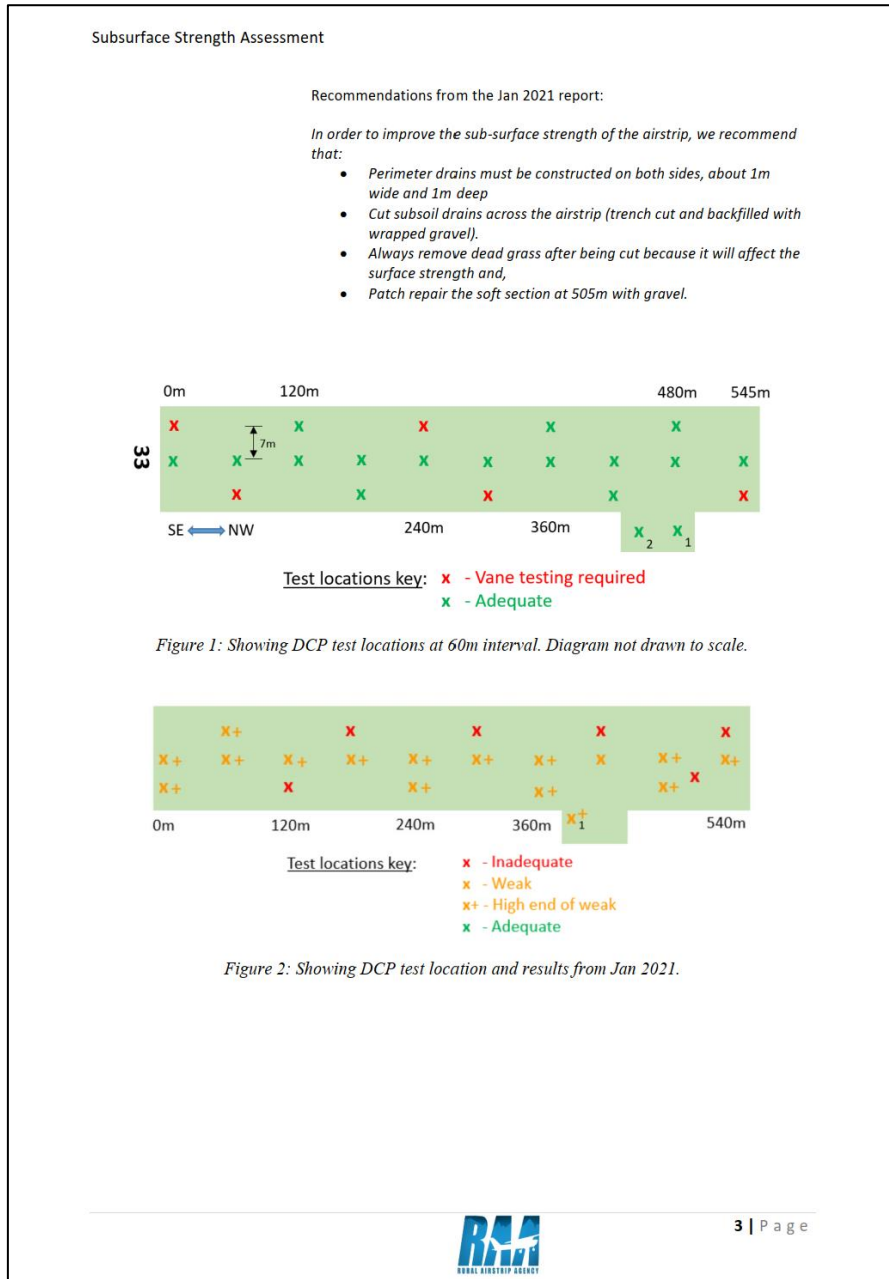 Subsurface Strength Assessment
Recommendations from the Jan 2021 report:
In order to improve the sub-surface strength of the airstrip, we recommend
that:
• Perimeter drains must be constructed on both sides, about 1m
wide and 1m deep
• Cut subsoil drains across the airstrip (trench cut and backfilled with
wrapped gravel).
• Always remove dead grass after being cut because it will affect the
surface strength and,
• Patch repair the soft section at 505m with gravel.
0m 120m 480m 545m
x x x x x
7m
33
x x x x x x x x x x
x x x x x
SE NW 240m 360m x 2 x 1
Test locations key: x - Vane testing required
x - Adequate
Figure 1: Showing DCP test locations at 60m interval. Diagram not drawn to scale.
x+ x x x x
x+ x+ x+ x+ x+ x+ x+ x x+ x+
x+ x x+ x+ x+ x
0m 120m 240m 360m x+ 1 540m
Test locations key: x - Inadequate
x - Weak
x+ - High end of weak
x - Adequate
Figure 2: Showing DCP test location and results from Jan 2021.
RAA
RURAL AIRSTRIP AGENCY
3 | Page